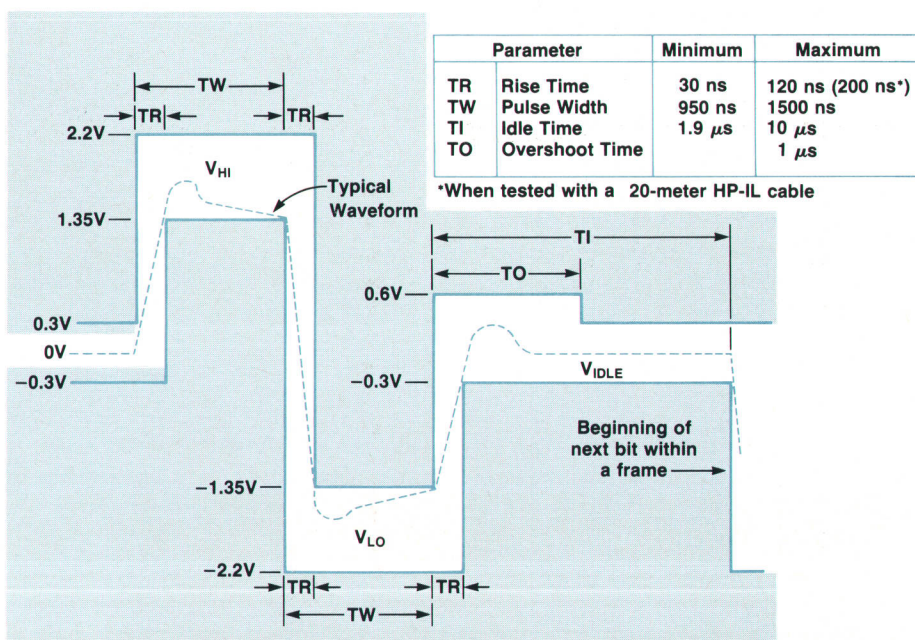 Parameter Minimum Maximum
TR Rise Time 30 ns 120 ns (200 ns*)
TW Pulse Width 950 ns 1500 ns
TI Idle Time 1.9 μs 10 μs
TO Overshoot Time 1 μs
*When tested with a 20-meter HP-IL cable
TW
TR TR
2.2V
VHI
Typical
Waveform
1.35V
TI
TO
0.6V
0.3V
0V
−0.3V
−0.3V
VIDLE
Beginning of
next bit within
a frame
−1.35V
VLO
−2.2V
TR TR
TW